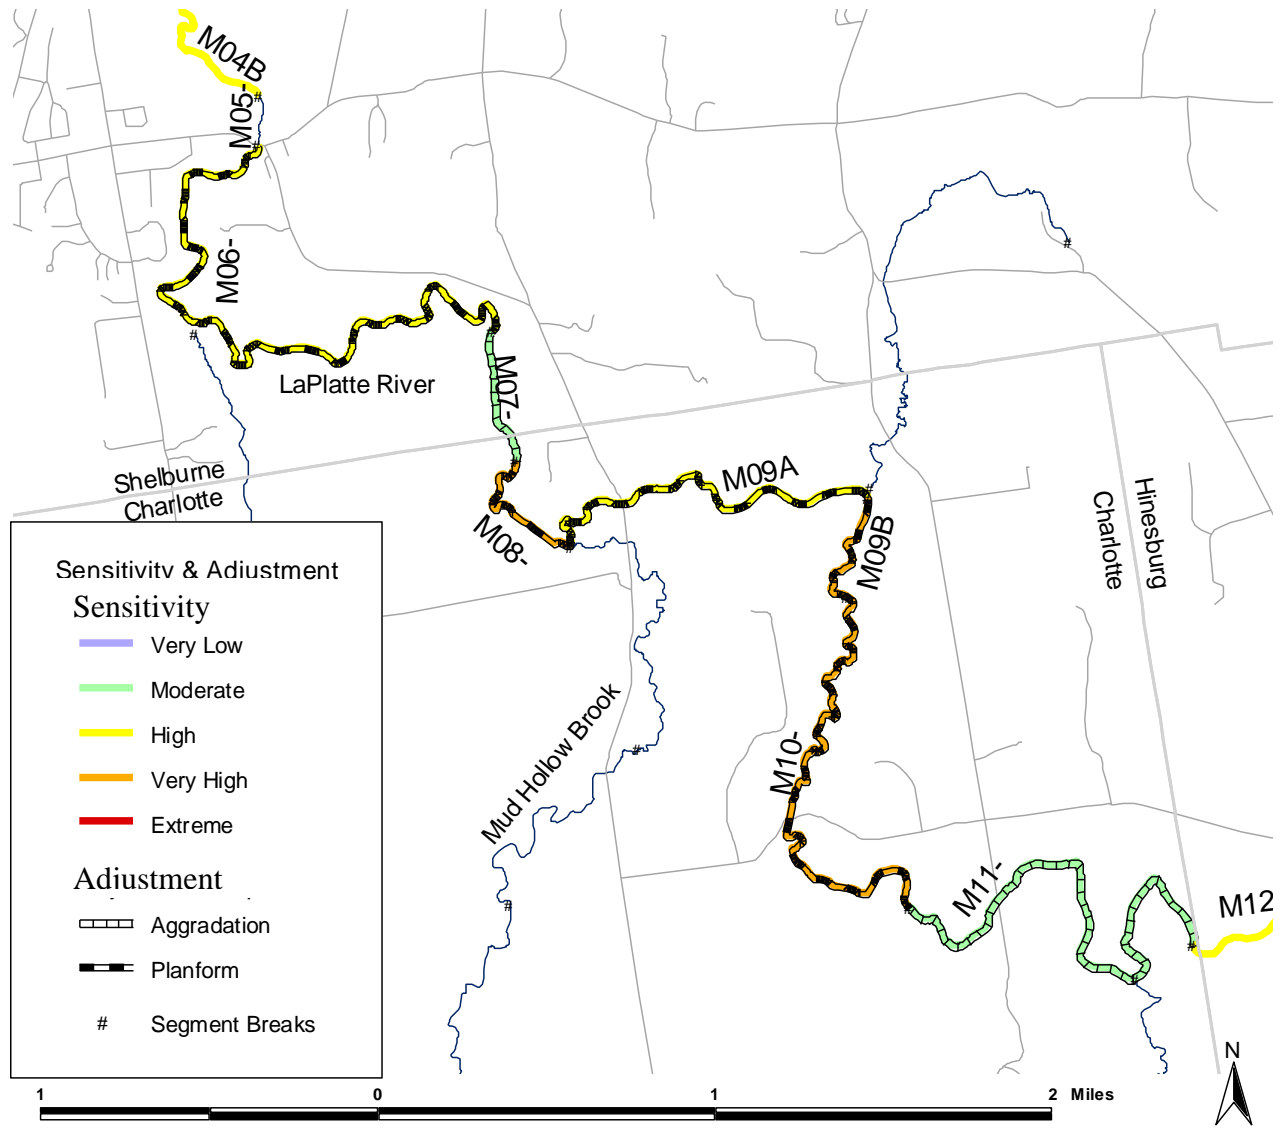 M04B
M05-
M06-
LaPlatte River
M07-
Shelburne
Charlotte
M08-
M09A
M09B
Hinesburg
Charlotte
Mud Hollow Brook
M10-
M11-
M12
Sensitivity & Adjustment
Sensitivity
Very Low
Moderate
High
Very High
Extreme
Adjustment
Aggradation
Planform
# Segment Breaks
N
1 0 1 2 Miles